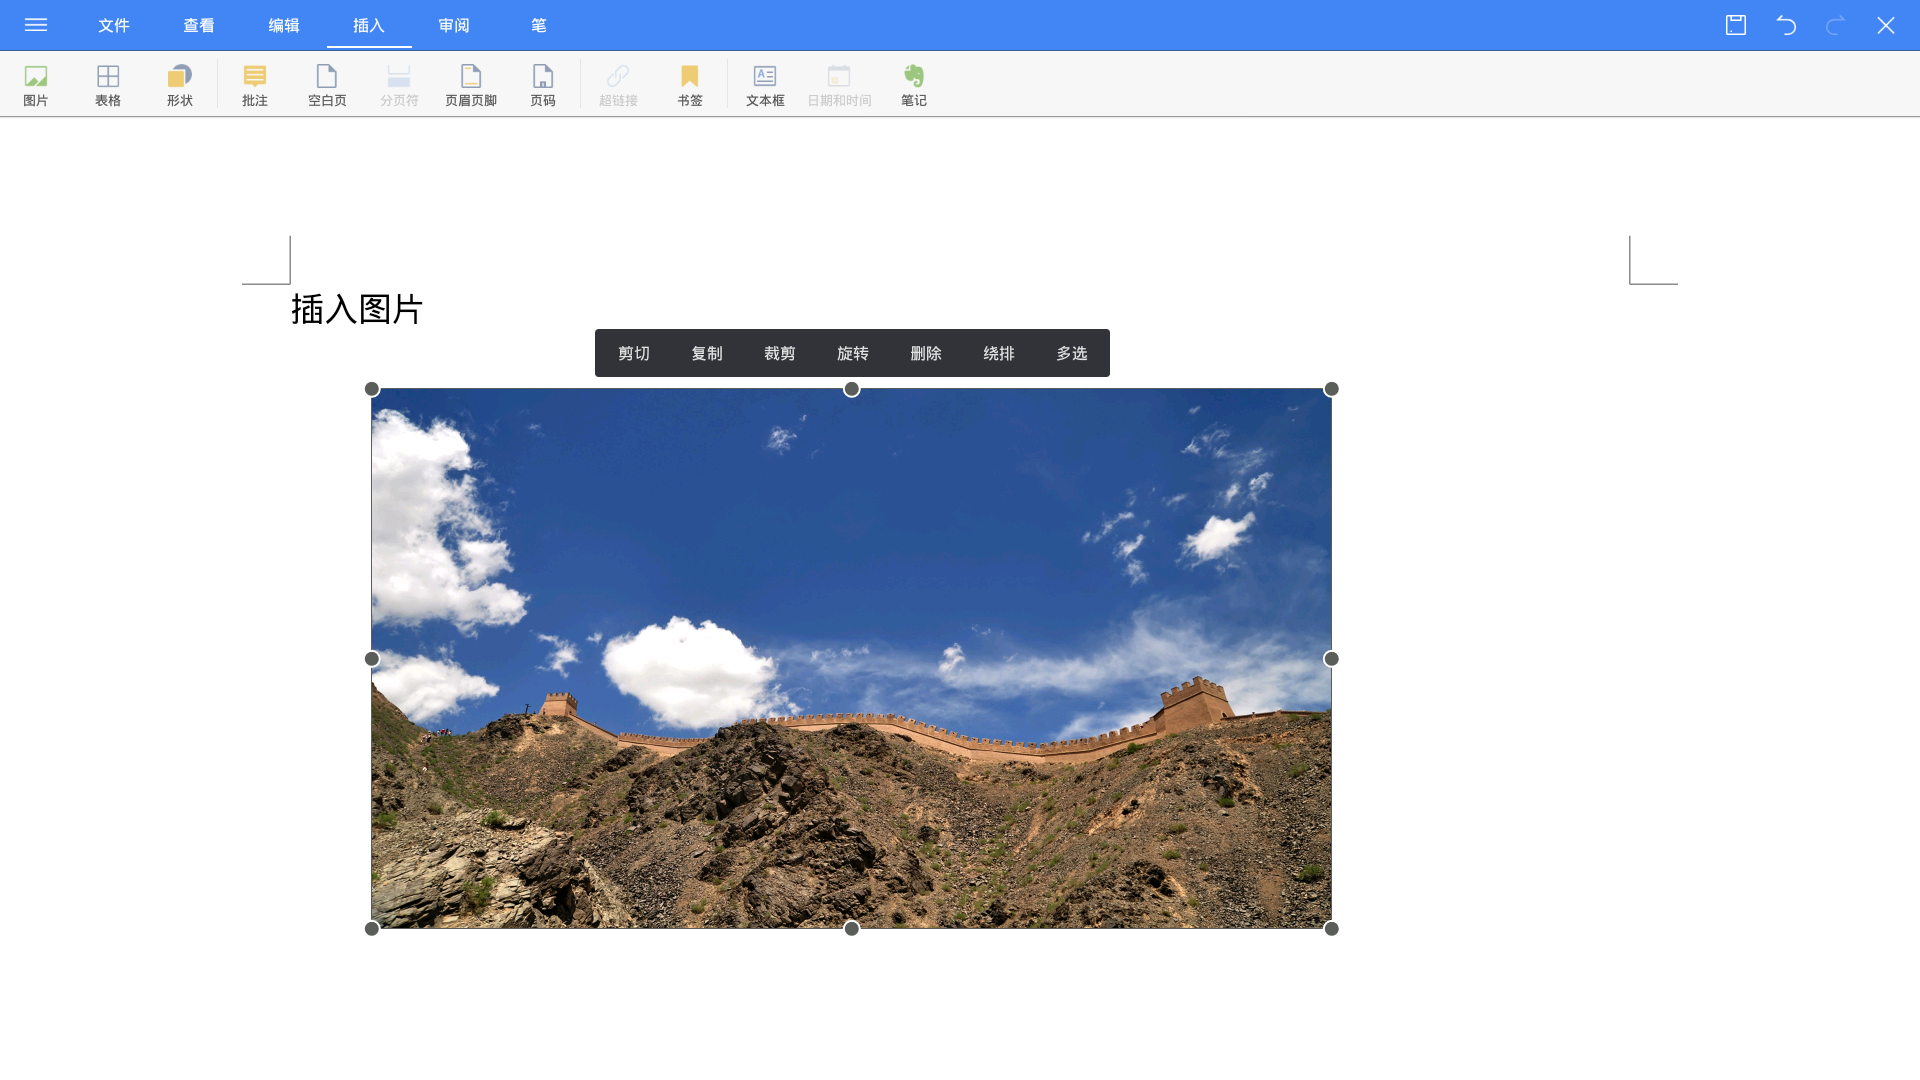 文件 查看 编辑 插入 审阅 笔
图片 表格 形状 批注 空白页 分页符 页眉页脚 页码 超链接 书签 文本框 日期和时间 笔记
插入图片
剪切 复制 裁剪 旋转 删除 绕排 多选